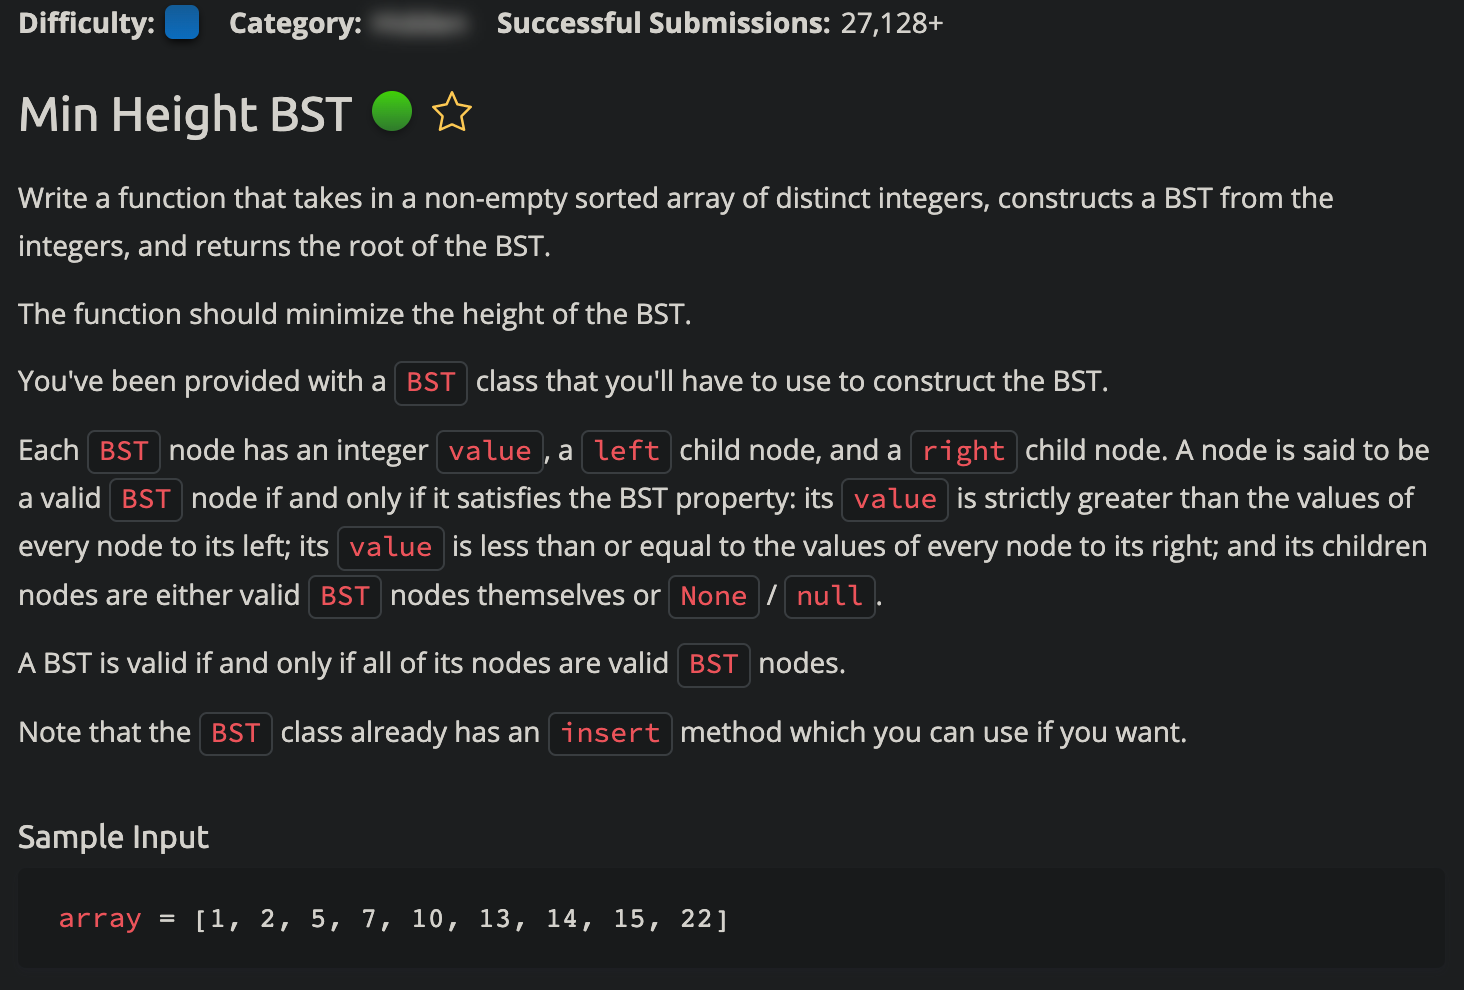 Difficulty: Category: Successful Submissions: 27,128+
Min Height BST
Write a function that takes in a non-empty sorted array of distinct integers, constructs a BST from the
integers, and returns the root of the BST.
The function should minimize the height of the BST.
You've been provided with a BST class that you'll have to use to construct the BST.
Each BST node has an integer value, a left child node, and a right child node. A node is said to be
a valid BST node if and only if it satisfies the BST property: its value is strictly greater than the values of
every node to its left; its value is less than or equal to the values of every node to its right; and its children
nodes are either valid BST nodes themselves or None / null.
A BST is valid if and only if all of its nodes are valid BST nodes.
Note that the BST class already has an insert method which you can use if you want.
Sample Input
array = [1, 2, 5, 7, 10, 13, 14, 15, 22]